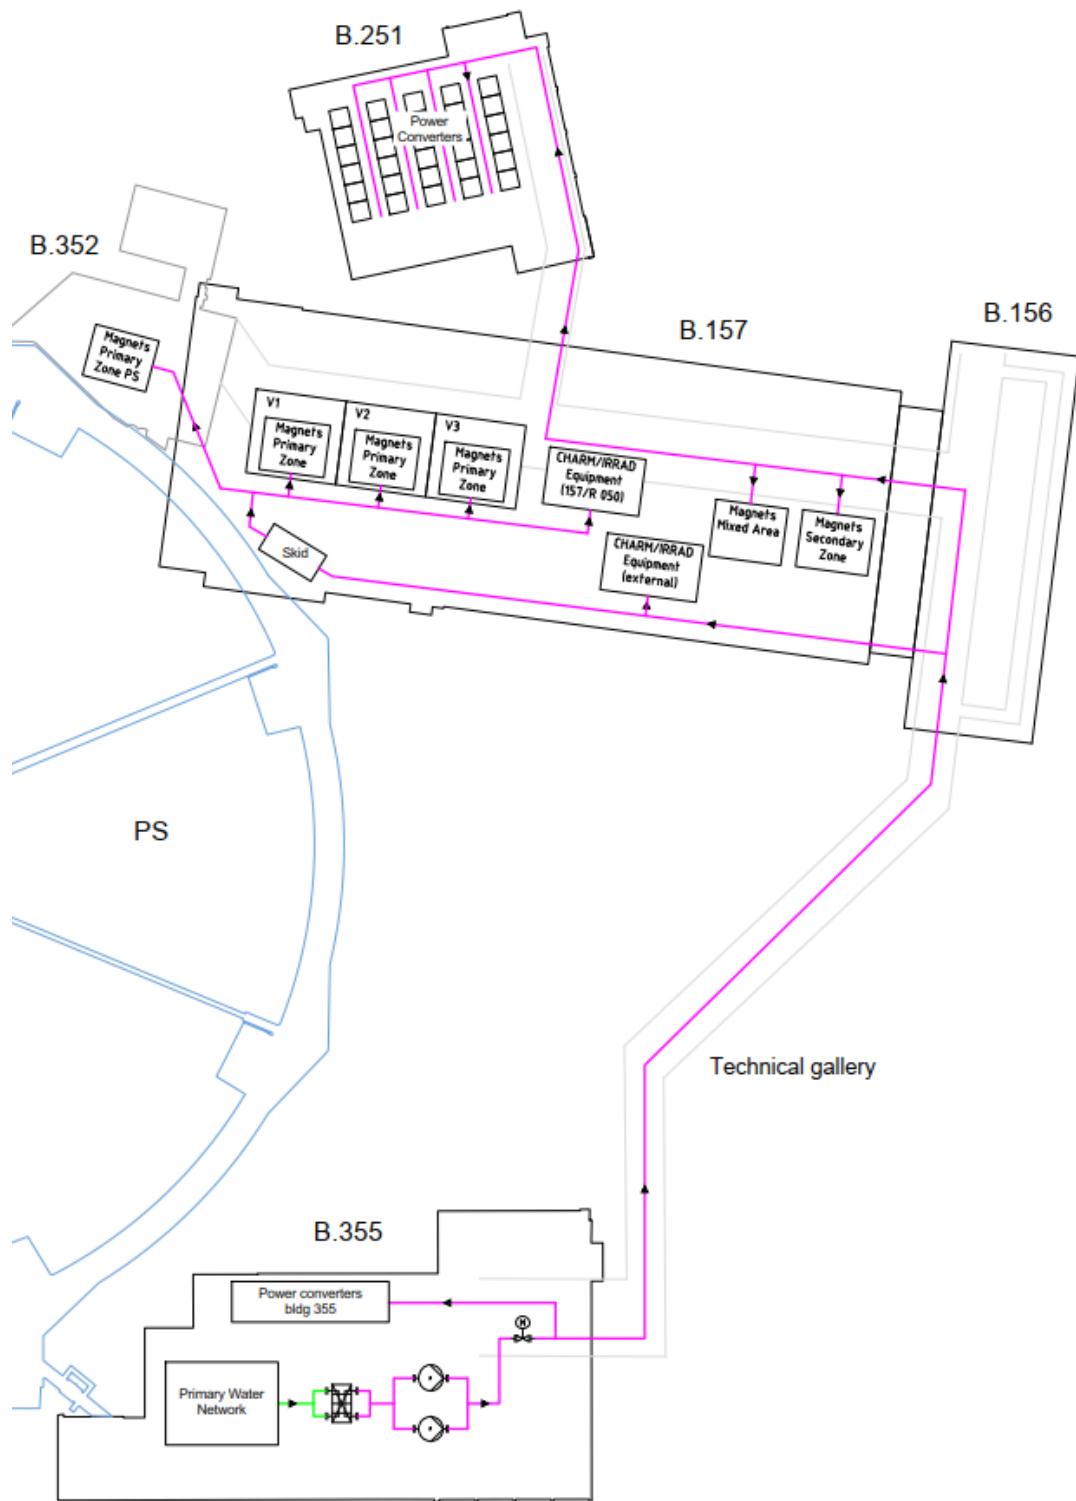 B.251
Power
Converters
B.352
B.157
B.156
Magnets
Primary
Zone PS
V1
Magnets
Primary
Zone
V2
Magnets
Primary
Zone
V3
Magnets
Primary
Zone
CHARM/IRRAD
Equipment
(157/R 050)
Magnets
Mixed Area
Magnets
Secondary
Zone
Skid
CHARM/IRRAD
Equipment
(external)
PS
Technical gallery
B.355
Power converters
bldg 355
M
Primary Water
Network